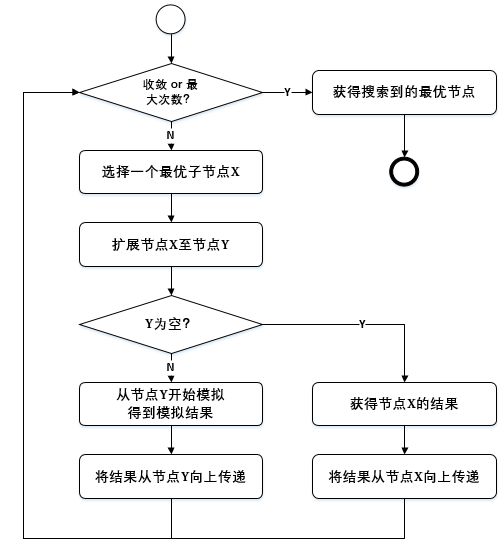 收敛 or 最
大次数?
Y
获得搜索到的最优节点
N
选择一个最优子节点X
扩展节点X至节点Y
Y为空?
Y
N
从节点Y开始模拟
得到模拟结果
获得节点X的结果
将结果从节点Y向上传递
将结果从节点X向上传递